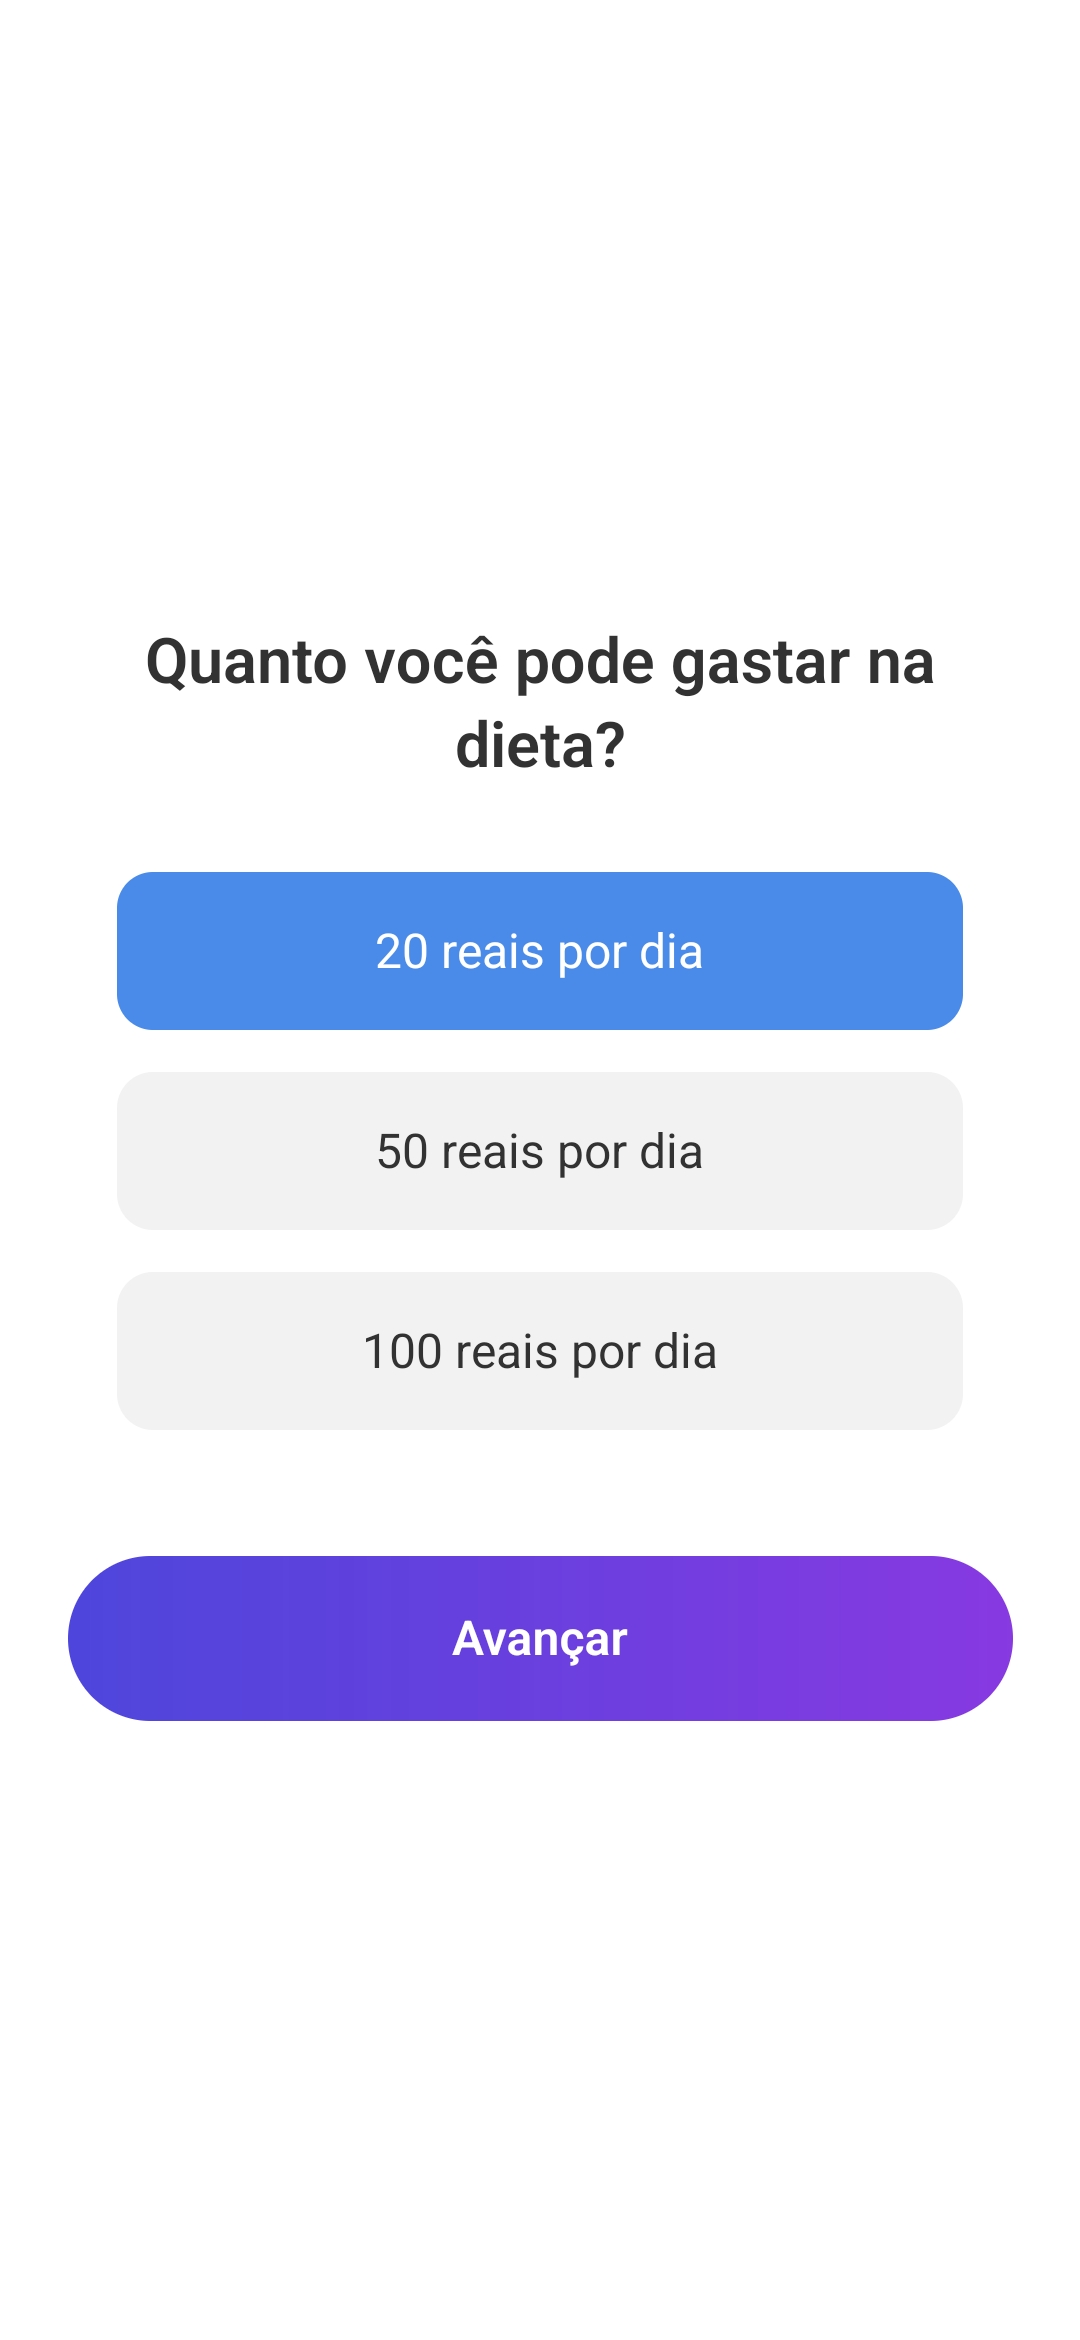 Quanto você pode gastar na
dieta?
20 reais por dia
50 reais por dia
100 reais por dia
Avançar